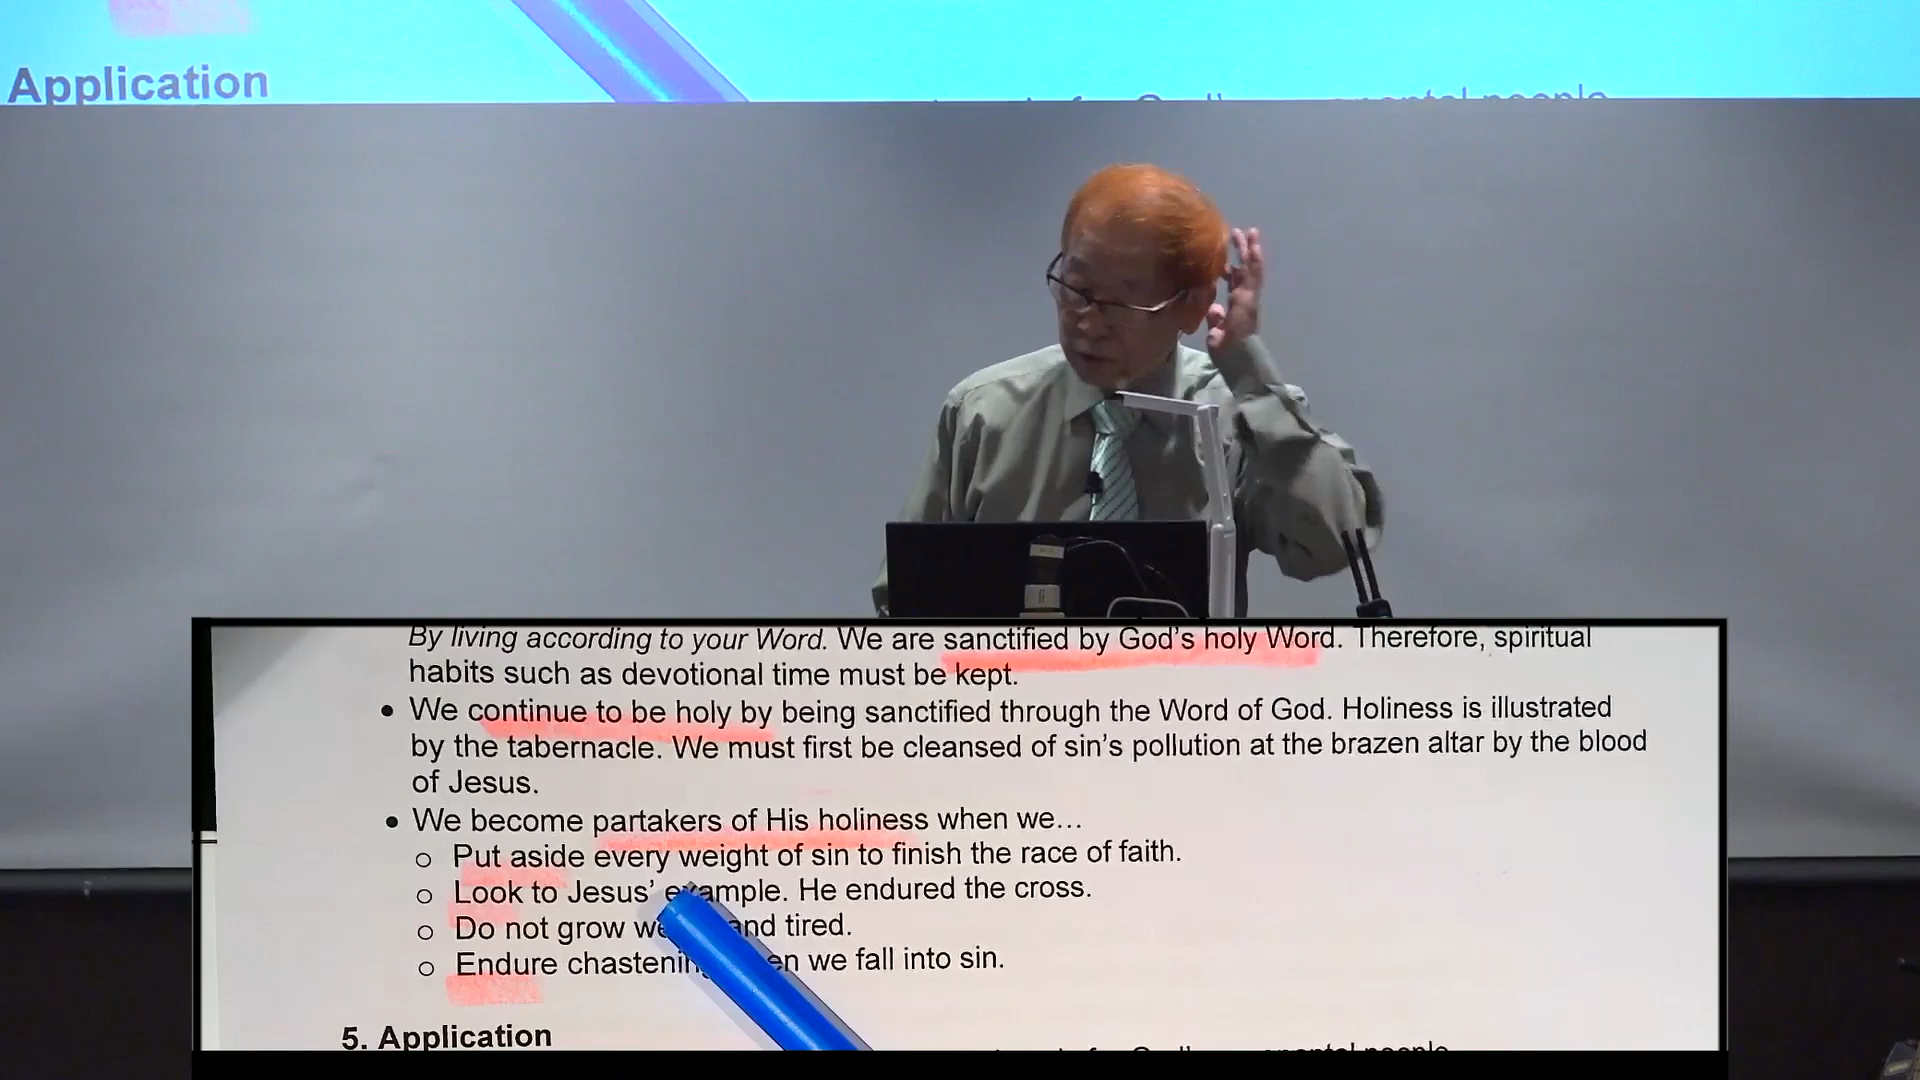 Application
people
By living according to your Word. We are sanctified by God's holy Word. Therefore, spiritual
habits such as devotional time must be kept.
• We continue to be holy by being sanctified through the Word of God. Holiness is illustrated
by the tabernacle. We must first be cleansed of sin's pollution at the brazen altar by the blood
of Jesus.
• We become partakers of His holiness when we…
o Put aside every weight of sin to finish the race of faith.
o Look to Jesus' example. He endured the cross.
o Do not grow and tired.
o Endure we fall into sin.
5. Application
people